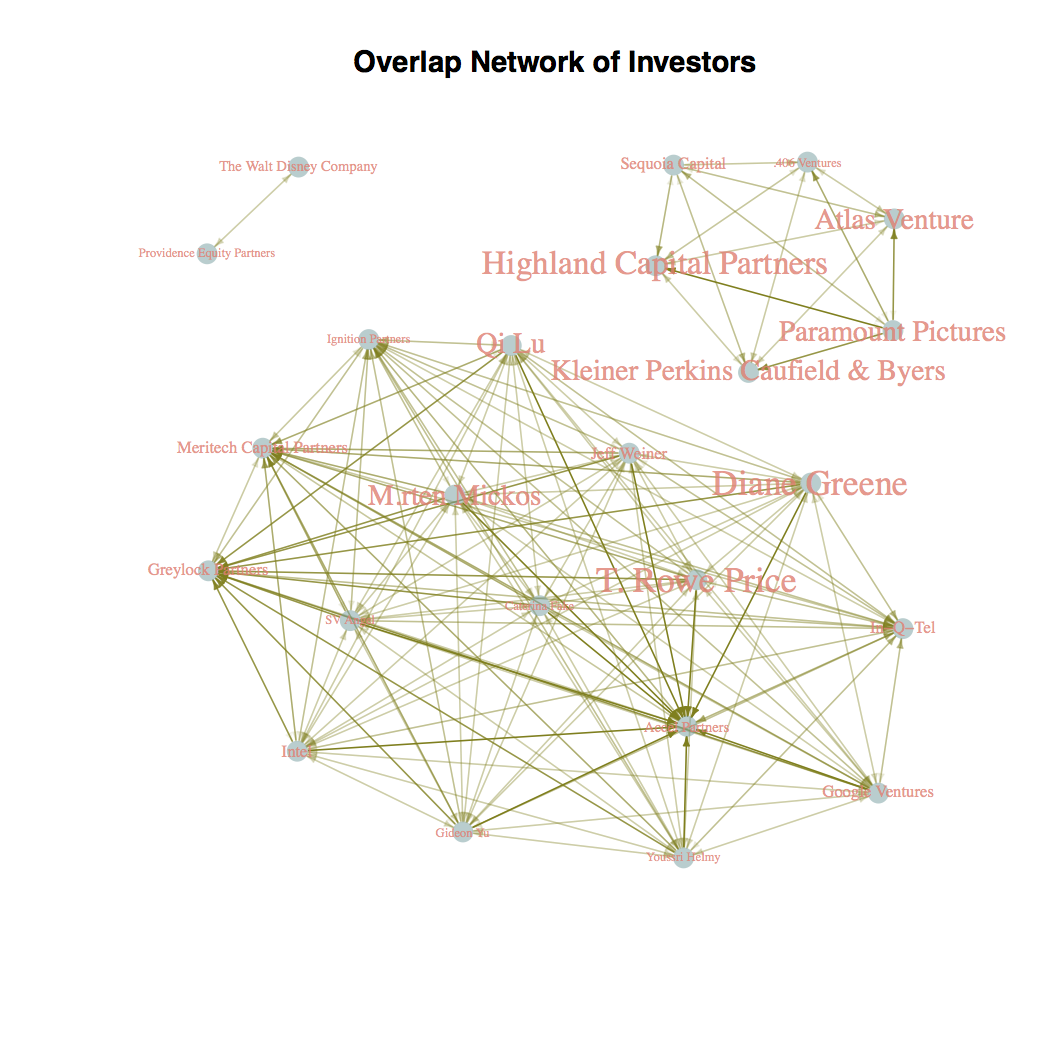 Overlap Network of Investors
The Walt Disney Company
Sequoia Capital
.406 Ventures
Atlas Venture
Providence Equity Partners
Highland Capital Partners
Paramount Pictures
Ignition Partners
Qi Lu
Kleiner Perkins Caufield & Byers
Meritech Capital Partners
Jeff Weiner
Diane Greene
M.rten Mickos
Greylock Partners
T. Rowe Price
Caterina Fake
SV Angel
In-Q-Tel
Accel Partners
Intel
Google Ventures
Gideon Yu
Youssri Helmy